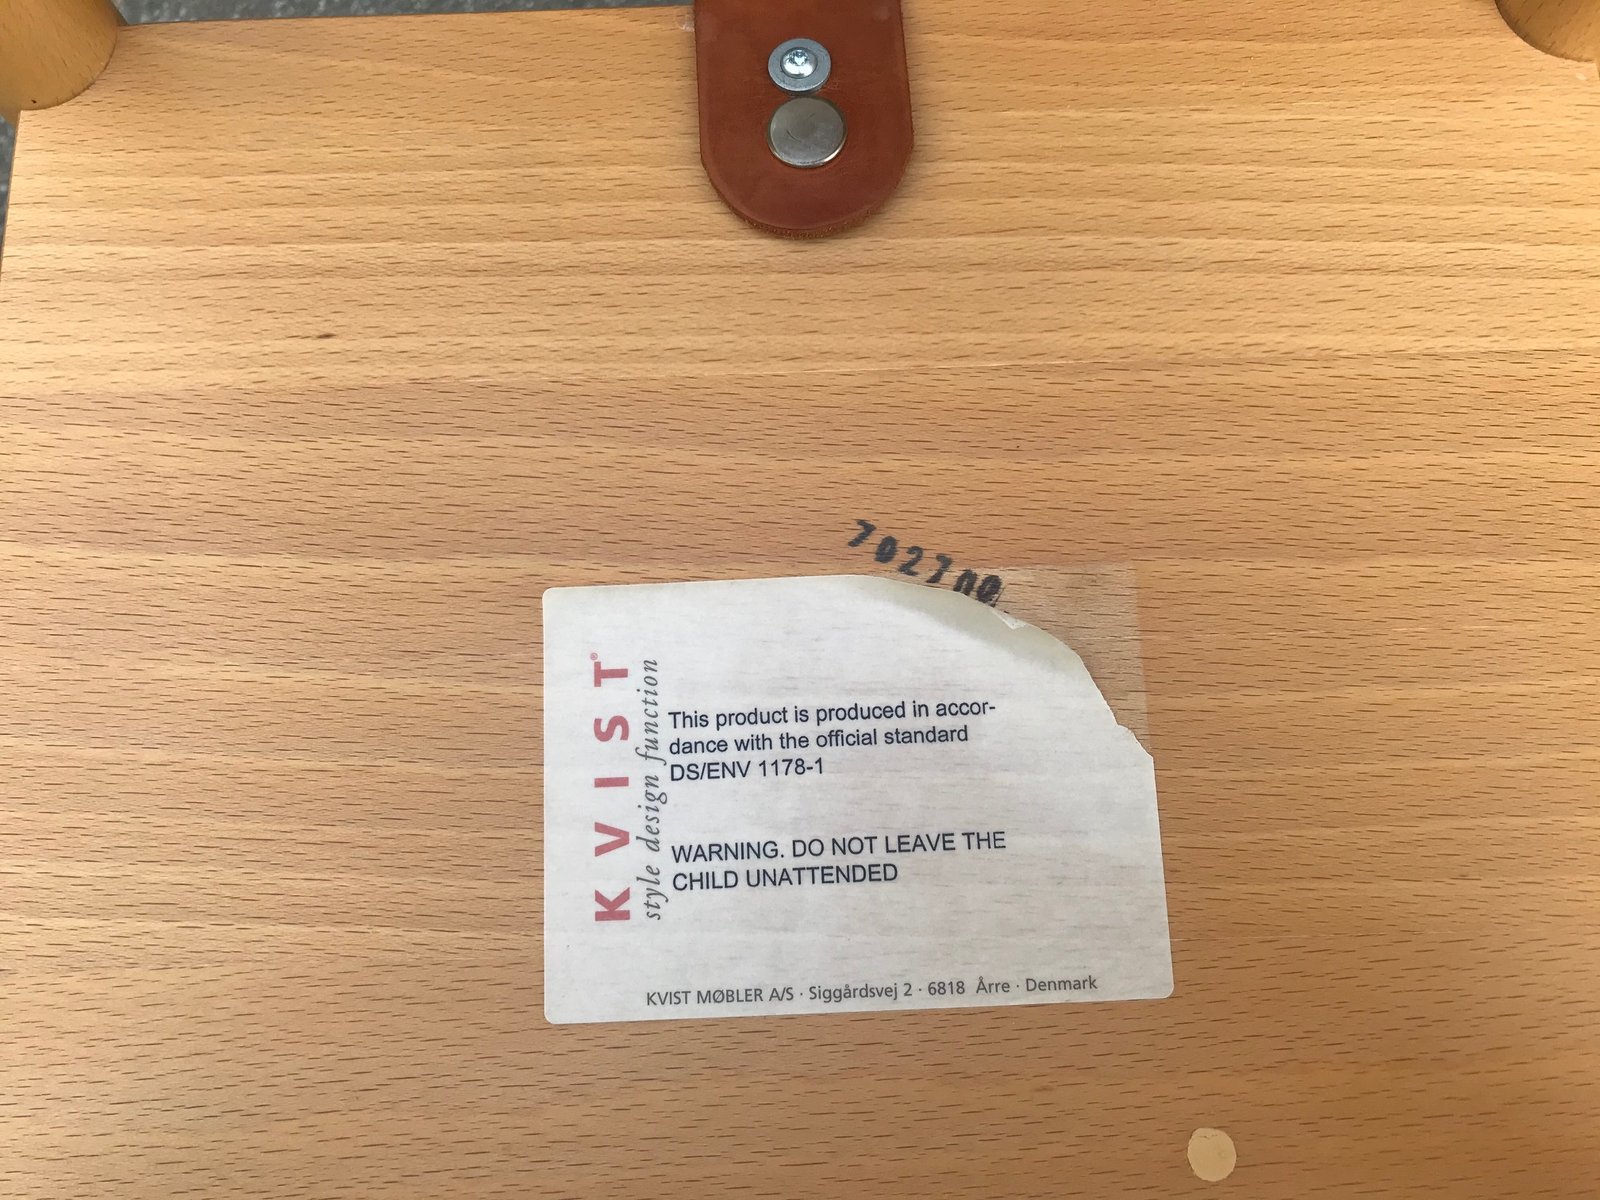 702700
KVIST®
style design function
This product is produced in accor-
dance with the official standard
DS/ENV 1178-1
WARNING. DO NOT LEAVE THE
CHILD UNATTENDED
KVIST MØBLER A/S · Siggårdsvej 2 · 6818 Årre · Denmark